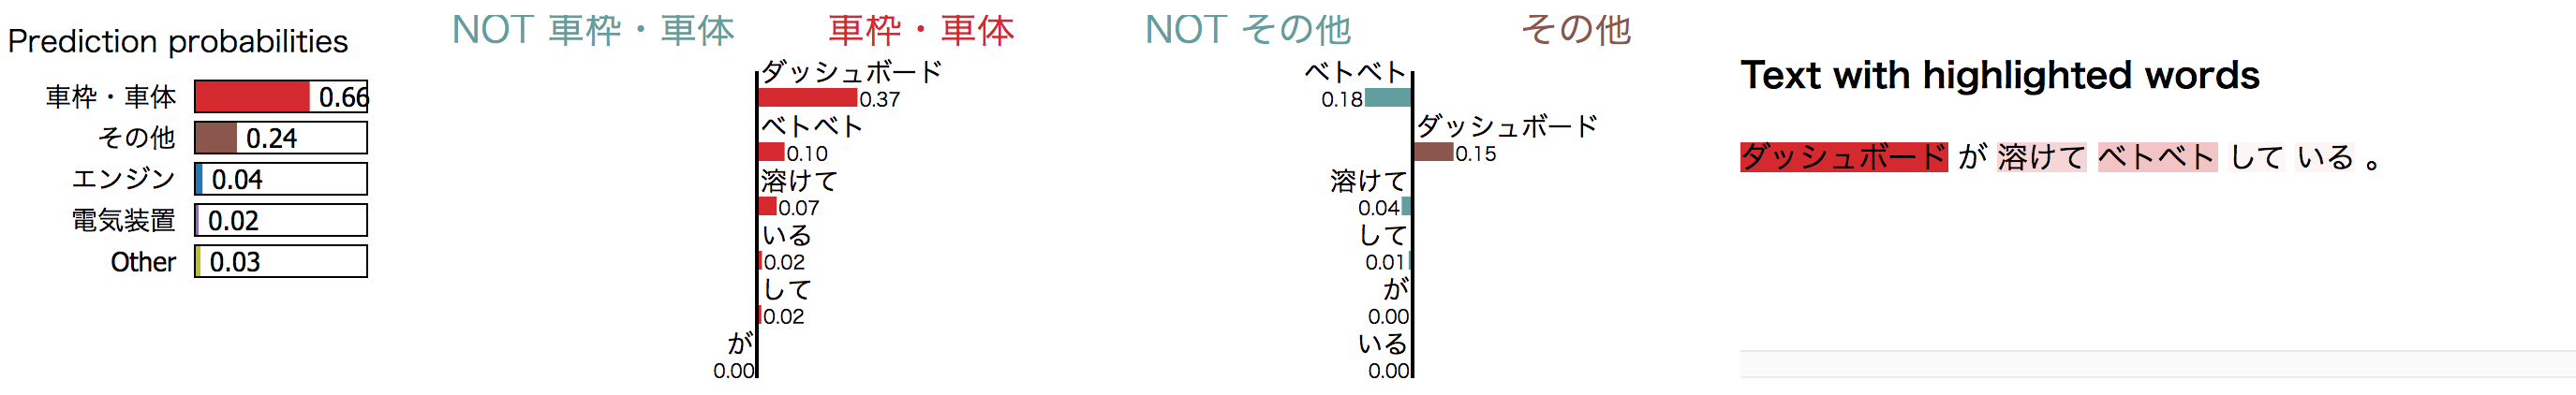 Prediction probabilities
車枠・車体 0.66
その他 0.24
エンジン 0.04
電気装置 0.02
Other 0.03
NOT 車枠・車体 車枠・車体
ダッシュボード
0.37
ベトベト
0.10
溶けて
0.07
いる
0.02
して
0.02
が
0.00
NOT その他 その他
ベトベト
0.18
ダッシュボード
0.15
溶けて
0.04
して
0.01
が
0.00
いる
0.00
Text with highlighted words
ダッシュボード が 溶けて ベトベト して いる 。